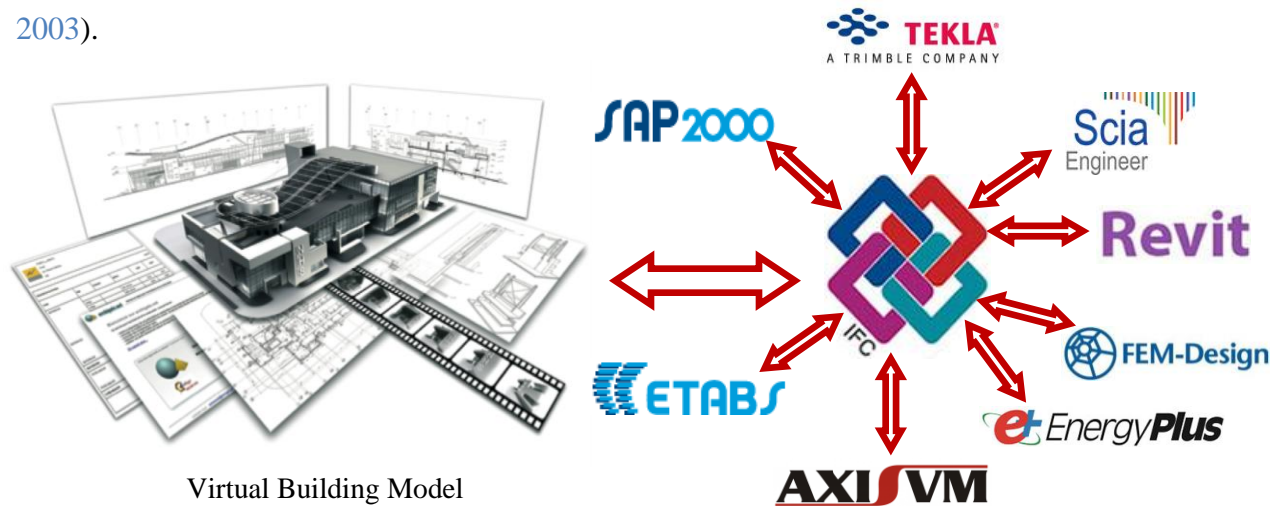 2003).
TEKLA®
A TRIMBLE COMPANY
SAP2000
Scia
Engineer
Revit
IFC
FEM-Design
ETABS
e+ EnergyPlus
AXISVM
Virtual Building Model